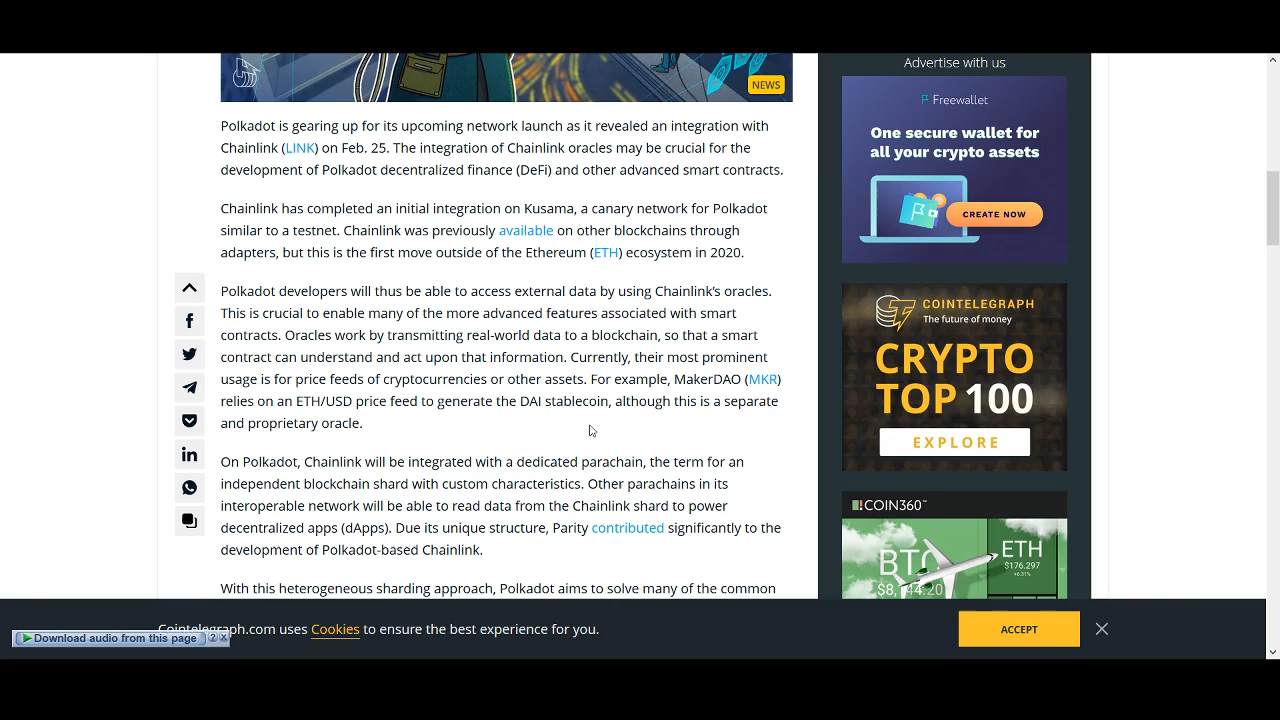 NEWS
Polkadot is gearing up for its upcoming network launch as it revealed an integration with
Chainlink (LINK) on Feb. 25. The integration of Chainlink oracles may be crucial for the
development of Polkadot decentralized finance (DeFi) and other advanced smart contracts.
Chainlink has completed an initial integration on Kusama, a canary network for Polkadot
similar to a testnet. Chainlink was previously available on other blockchains through
adapters, but this is the first move outside of the Ethereum (ETH) ecosystem in 2020.
Polkadot developers will thus be able to access external data by using Chainlink's oracles.
This is crucial to enable many of the more advanced features associated with smart
contracts. Oracles work by transmitting real-world data to a blockchain, so that a smart
contract can understand and act upon that information. Currently, their most prominent
usage is for price feeds of cryptocurrencies or other assets. For example, MakerDAO (MKR)
relies on an ETH/USD price feed to generate the DAI stablecoin, although this is a separate
and proprietary oracle.
On Polkadot, Chainlink will be integrated with a dedicated parachain, the term for an
independent blockchain shard with custom characteristics. Other parachains in its
interoperable network will be able to read data from the Chainlink shard to power
decentralized apps (dApps). Due its unique structure, Parity contributed significantly to the
development of Polkadot-based Chainlink.
With this heterogeneous sharding approach, Polkadot aims to solve many of the common
Advertise with us
Freewallet
One secure wallet for
all your crypto assets
CREATE NOW
COINTELEGRAPH
The future of money
CRYPTO
TOP 100
EXPLORE
COIN360™
BTC
ETH
$176.297
+6.31%
Cointelegraph.com uses Cookies to ensure the best experience for you.
ACCEPT
Download audio from this page
?